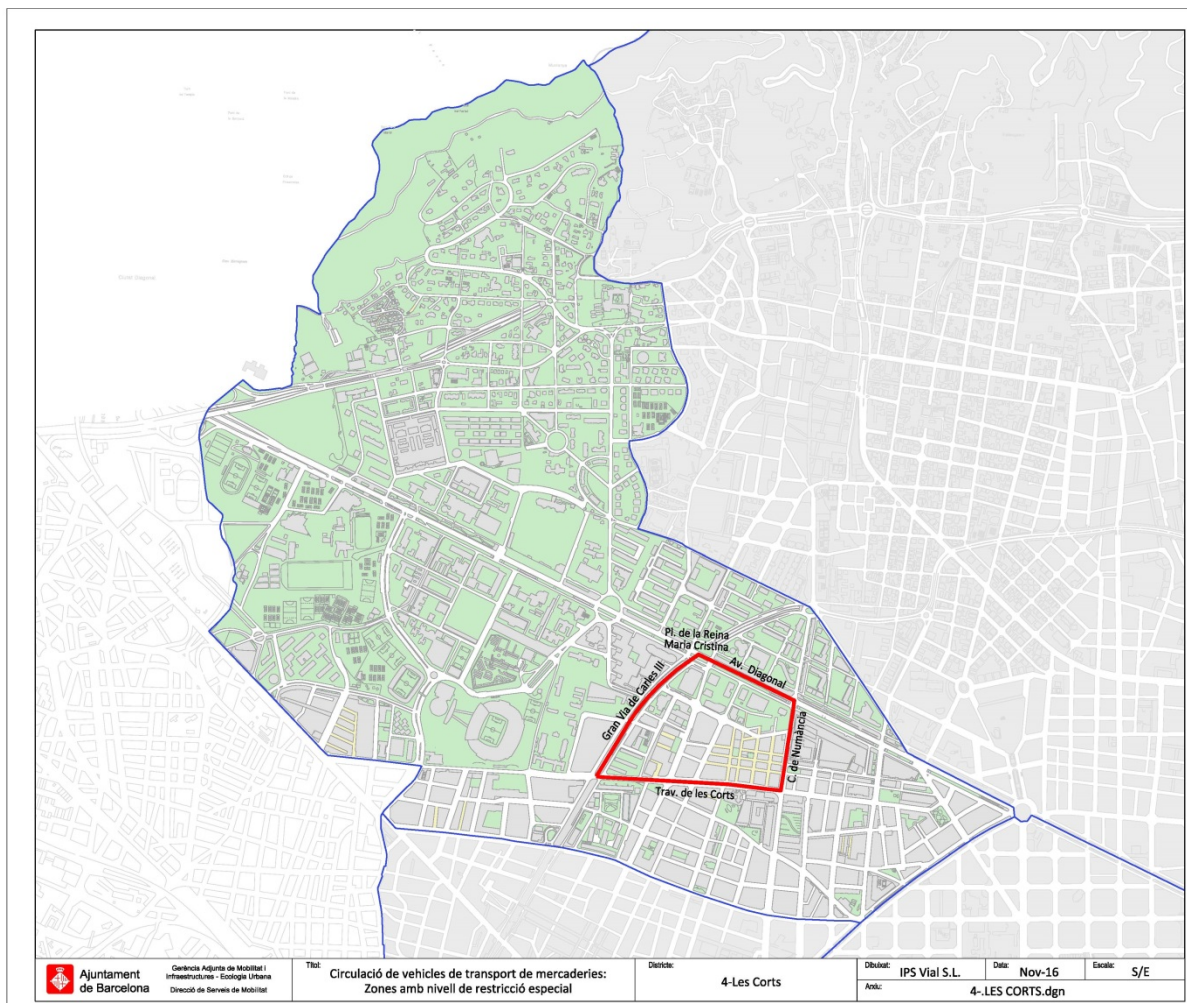 Pl. de la Reina
Maria Cristina
Av. Diagonal
Gran Via de Carles III
C. de Numància
Trav. de les Corts
Ajuntament
de Barcelona
Gerència Adjunta de Mobilitat i
Infraestructures - Ecologia Urbana
Direcció de Serveis de Mobilitat
Títol:
Circulació de vehicles de transport de mercaderies:
Zones amb nivell de restricció especial
Districte:
4-Les Corts
Dibuixat:
IPS Vial S.L.
Data:
Nov-16
Escala:
S/E
Arxiu:
4-.LES CORTS.dgn